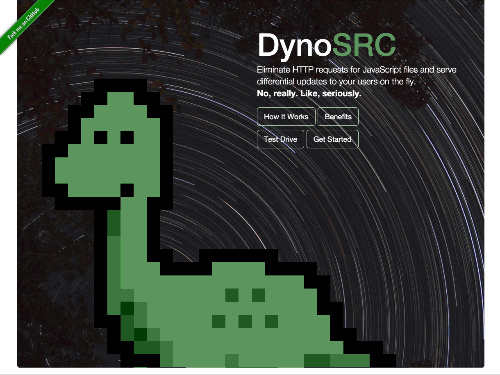 Fork me on GitHub
DynoSRC
Eliminate HTTP requests for JavaScript files and serve
differential updates to your users on the fly.
No, really. Like, seriously.
How It Works
Benefits
Test Drive
Get Started